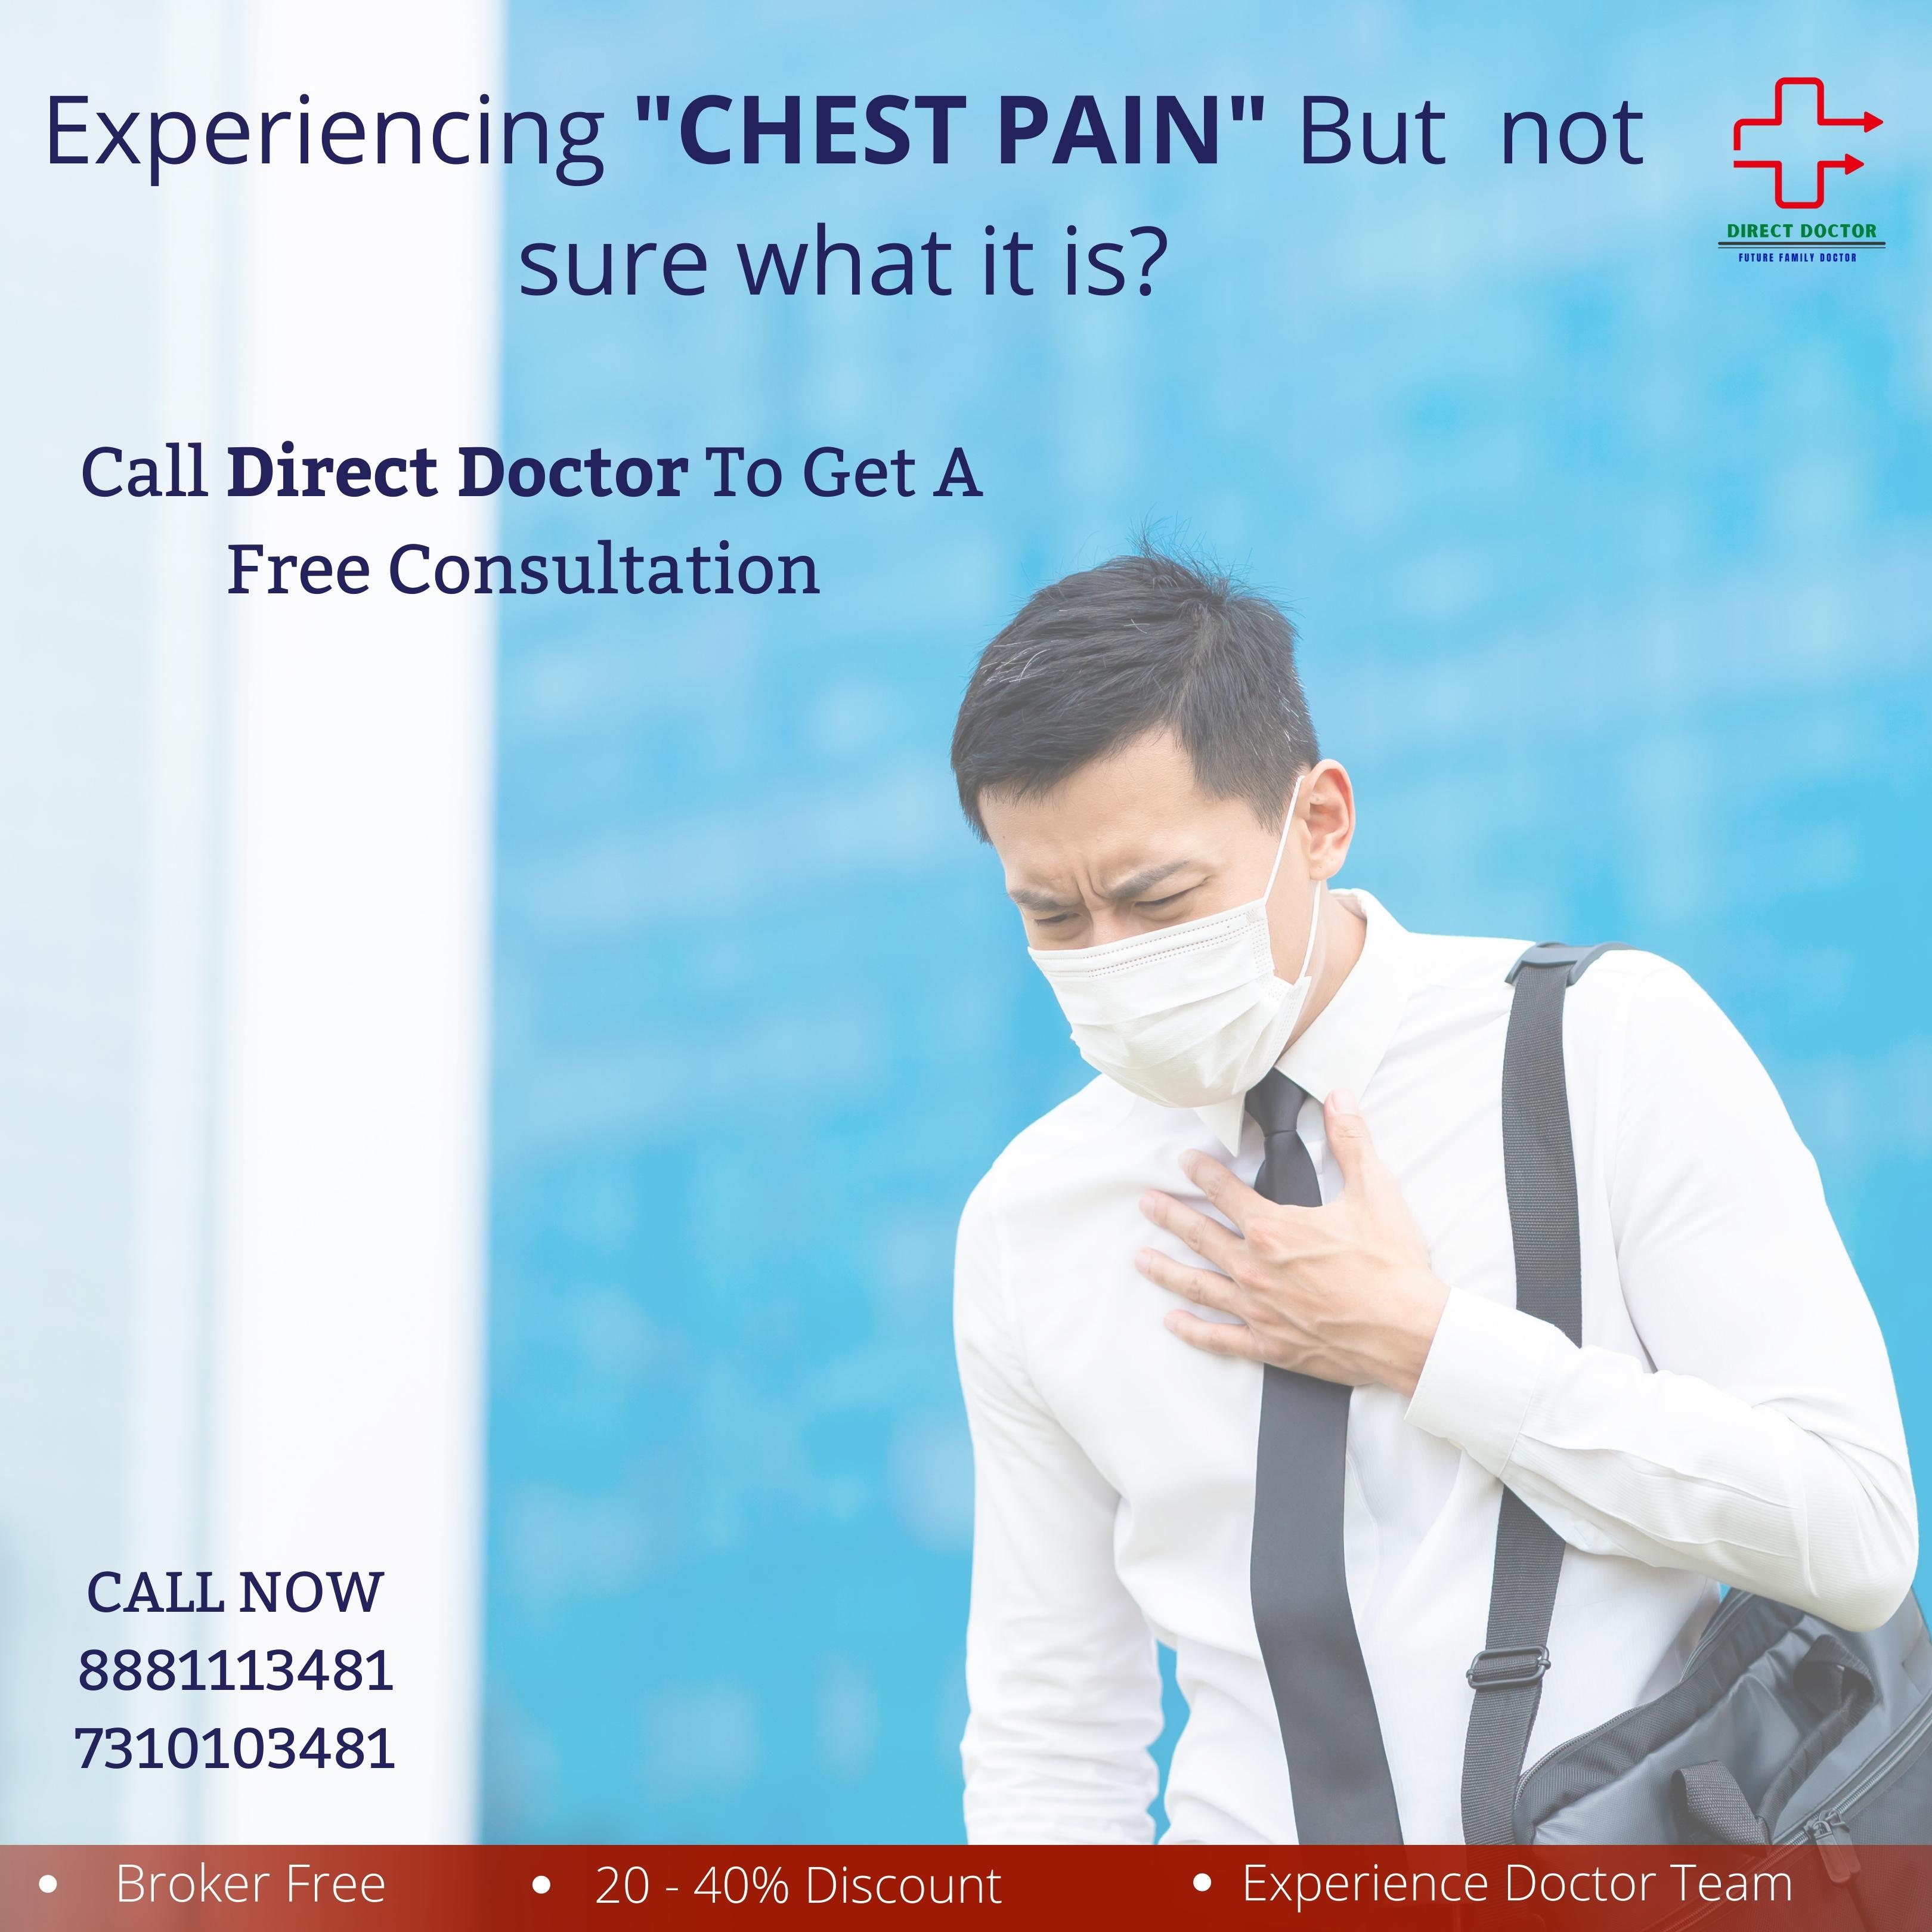 Experiencing "CHEST PAIN" But not
sure what it is?
DIRECT DOCTOR
FUTURE FAMILY DOCTOR
Call Direct Doctor To Get A
Free Consultation
CALL NOW
8881113481
7310103481
• Broker Free • 20 - 40% Discount • Experience Doctor Team